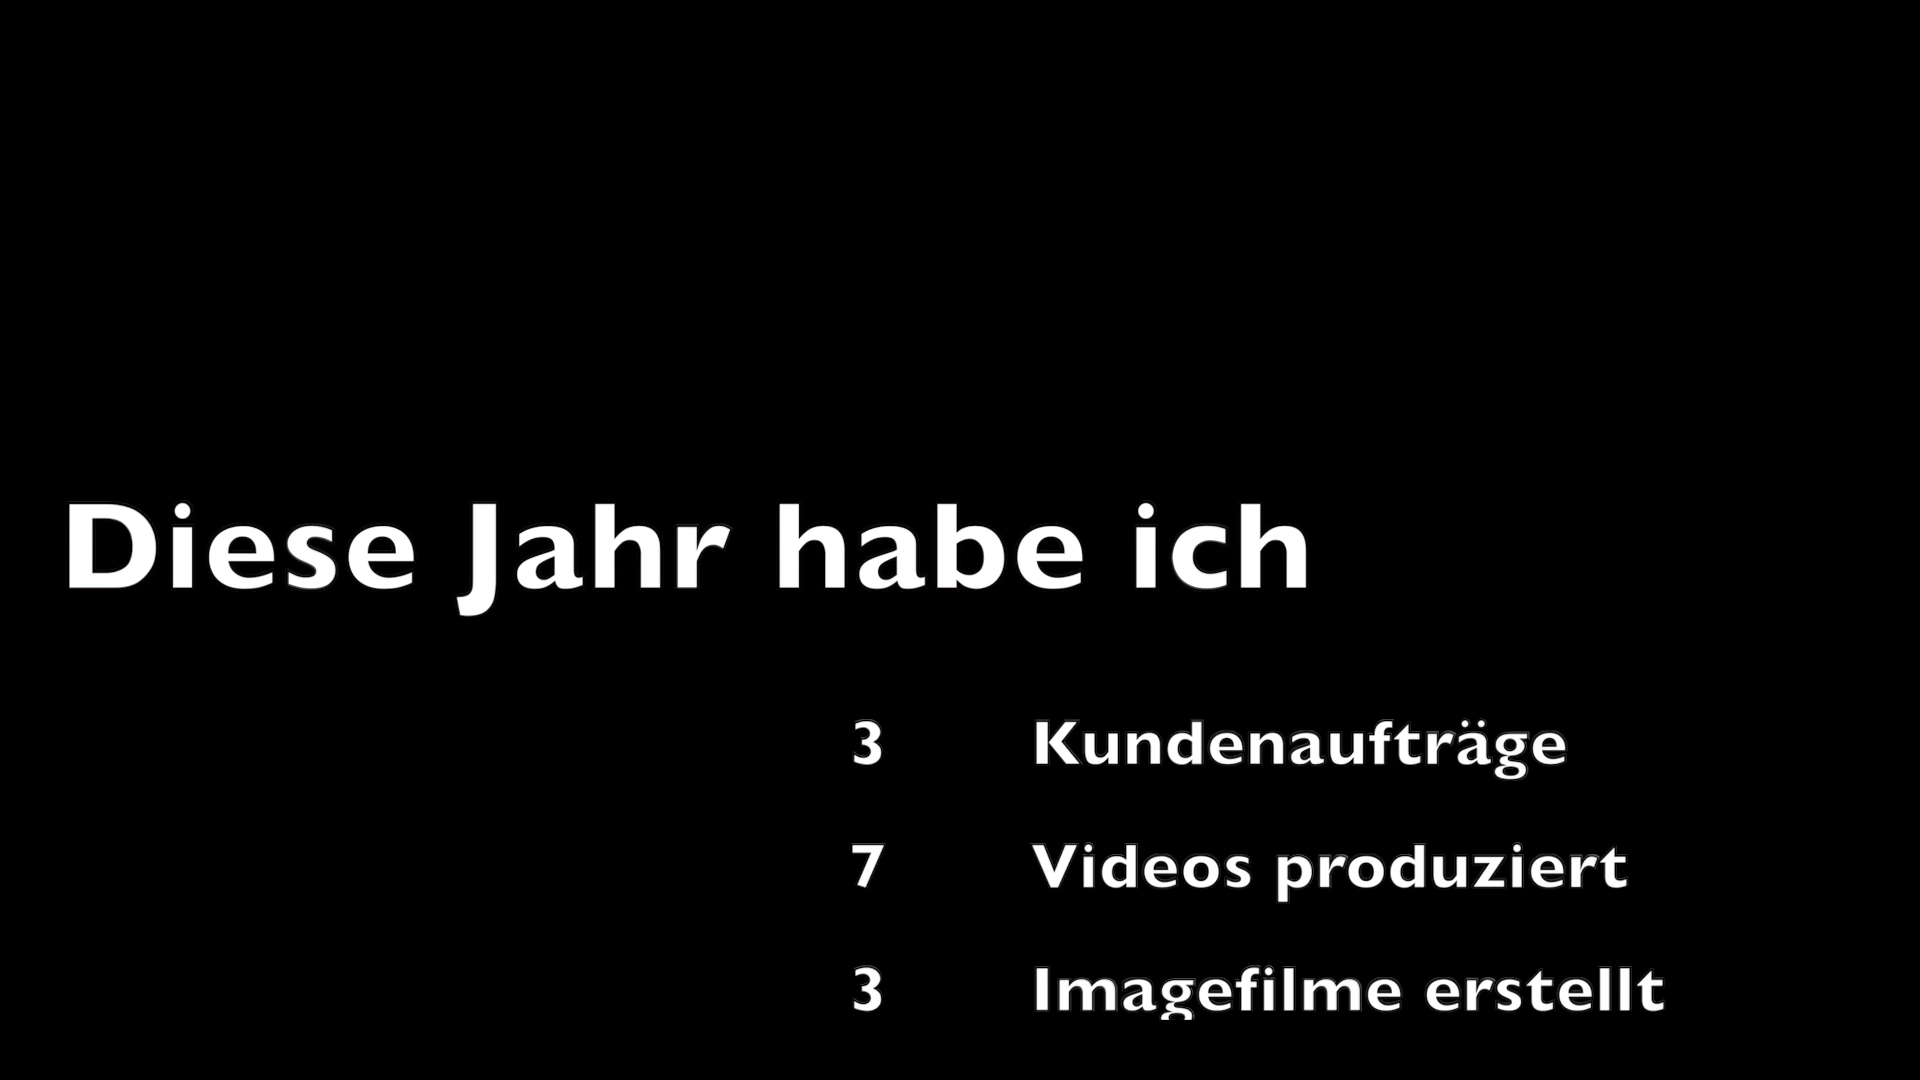 Diese Jahr habe ich
3 Kundenaufträge
7 Videos produziert
3 Imagefilme erstellt